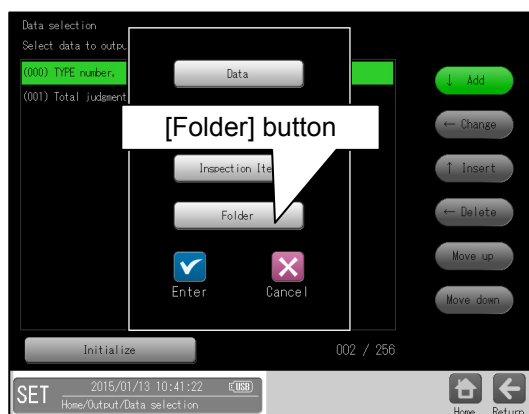 Data selection
Select data to outpu
(000) TYPE number,
(001) Total judgment
Data
[Folder] button
Inspection Ite
Folder
Enter
Cancel
↓ Add
← Change
↑ Insert
← Delete
Move up
Move down
Initialize
002 / 256
SET
2015/01/13 10:41:22
USB
Home/Output/Data selection
Home
Return